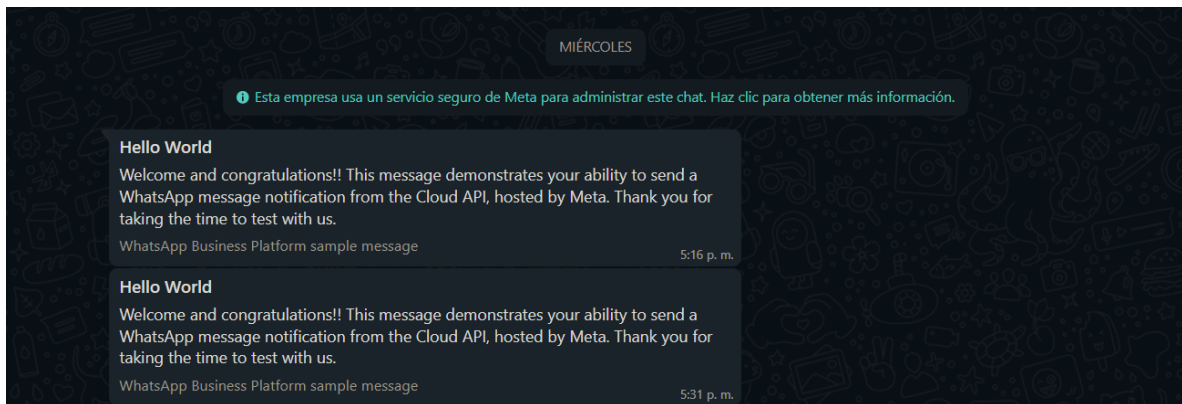 MIÉRCOLES
Esta empresa usa un servicio seguro de Meta para administrar este chat. Haz clic para obtener más información.
Hello World
Welcome and congratulations!! This message demonstrates your ability to send a
WhatsApp message notification from the Cloud API, hosted by Meta. Thank you for
taking the time to test with us.
WhatsApp Business Platform sample message
5:16 p. m.
Hello World
Welcome and congratulations!! This message demonstrates your ability to send a
WhatsApp message notification from the Cloud API, hosted by Meta. Thank you for
taking the time to test with us.
WhatsApp Business Platform sample message
5:31 p. m.